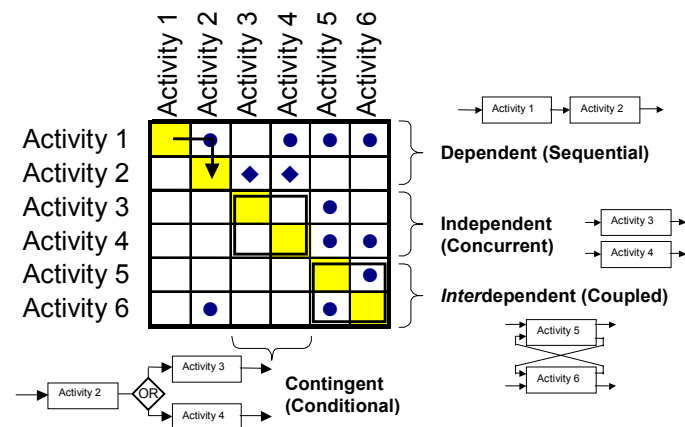 Activity 1
Activity 2
Activity 3
Activity 4
Activity 5
Activity 6
Activity 1
Activity 2
Activity 3
Activity 4
Activity 5
Activity 6
Activity 1
Activity 2
Dependent (Sequential)
Independent
(Concurrent)
Activity 3
Activity 4
Interdependent (Coupled)
Activity 5
Activity 6
Activity 2
OR
Activity 3
Activity 4
Contingent
(Conditional)